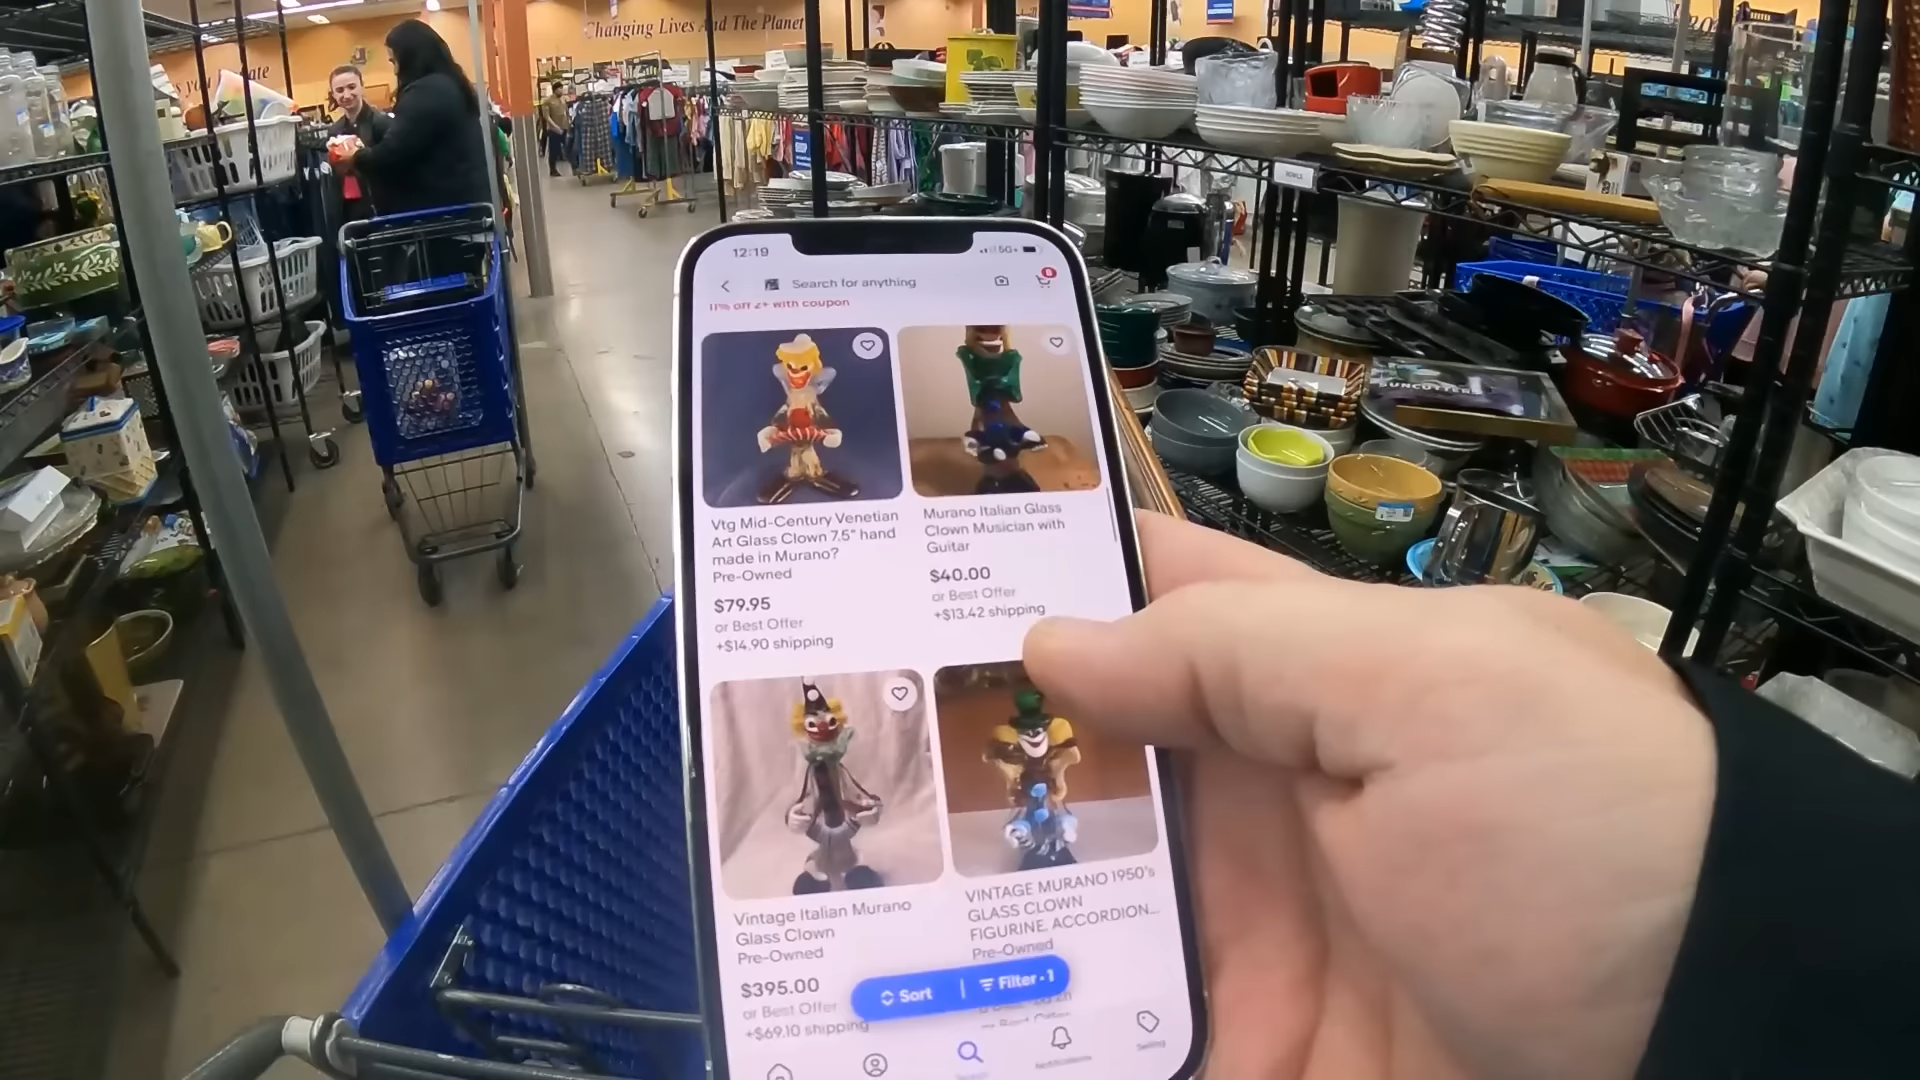 Changing Lives And The Planet
12:19
5G+
Search for anything
8
11% off 2+ with coupon
Vtg Mid-Century Venetian
Art Glass Clown 7.5" hand
made in Murano?
Pre-Owned
$79.95
or Best Offer
+$14.90 shipping
Murano Italian Glass
Clown Musician with
Guitar
$40.00
or Best Offer
+$13.42 shipping
Vintage Italian Murano
Glass Clown
Pre-Owned
$395.00
or Best Offer
+$69.10 shipping
VINTAGE MURANO 1950's
GLASS CLOWN
FIGURINE, ACCORDION...
Pre-Owned
Sort
Filter • 1
Notifications
Selling
BOWLS